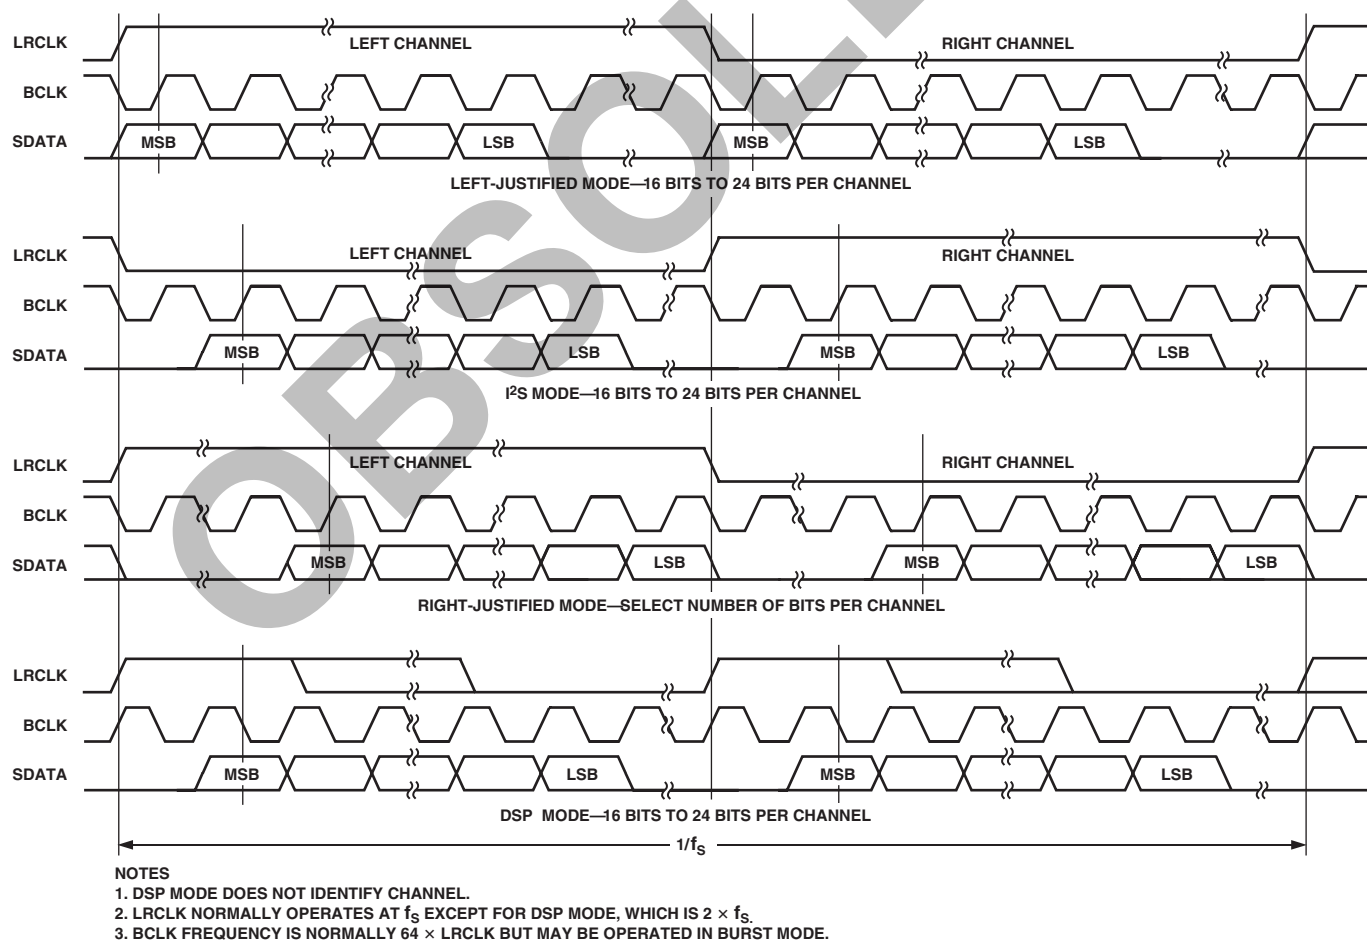 LRCLK
LEFT CHANNEL
RIGHT CHANNEL
BCLK
SDATA
MSB
LSB
MSB
LSB
LEFT-JUSTIFIED MODE—16 BITS TO 24 BITS PER CHANNEL
LRCLK
LEFT CHANNEL
RIGHT CHANNEL
BCLK
SDATA
MSB
LSB
MSB
LSB
I²S MODE—16 BITS TO 24 BITS PER CHANNEL
LRCLK
LEFT CHANNEL
RIGHT CHANNEL
BCLK
SDATA
MSB
LSB
MSB
LSB
RIGHT-JUSTIFIED MODE—SELECT NUMBER OF BITS PER CHANNEL
LRCLK
BCLK
SDATA
MSB
LSB
MSB
LSB
DSP MODE—16 BITS TO 24 BITS PER CHANNEL
1/fS
NOTES
1. DSP MODE DOES NOT IDENTIFY CHANNEL.
2. LRCLK NORMALLY OPERATES AT fS EXCEPT FOR DSP MODE, WHICH IS 2 × fS.
3. BCLK FREQUENCY IS NORMALLY 64 × LRCLK BUT MAY BE OPERATED IN BURST MODE.
OBSOL